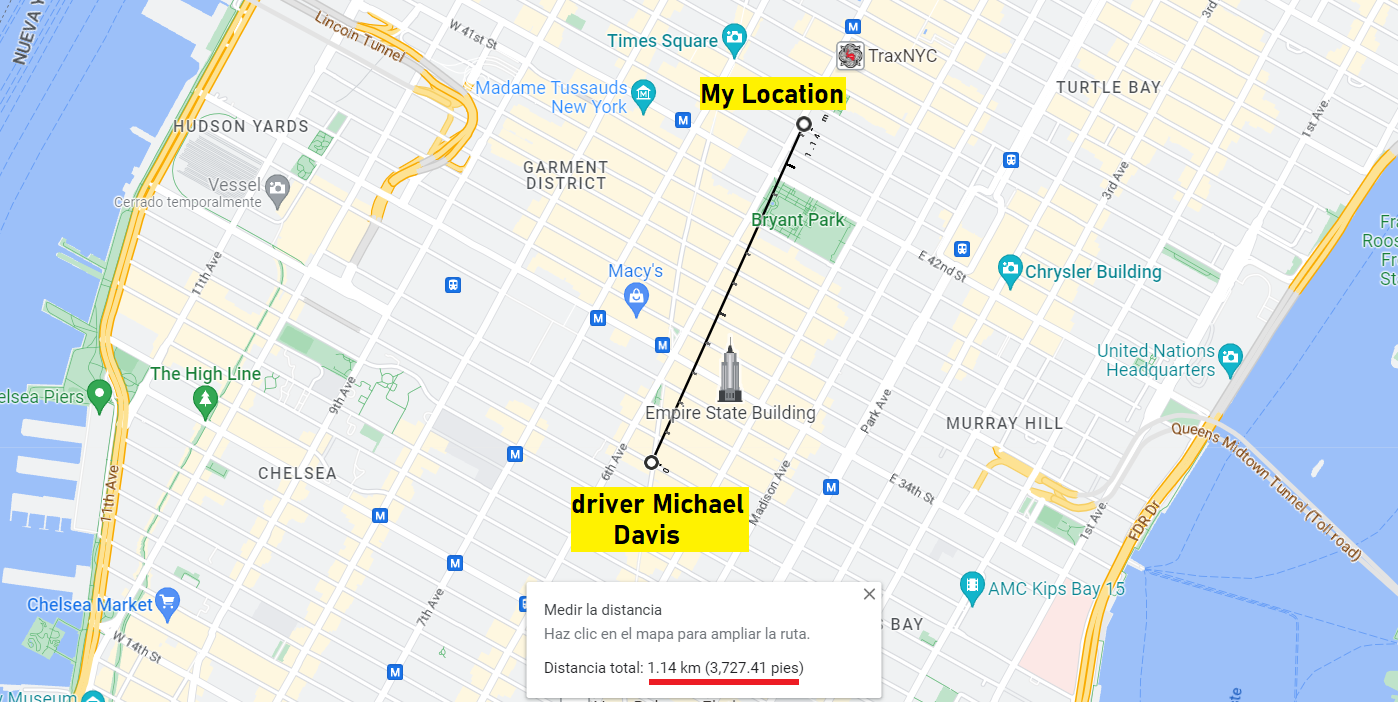 NUEVA Y
Lincoln Tunnel
W 41st St
Times Square
M
3rd Ave
TraxNYC
Madame Tussauds
New York
My Location
TURTLE BAY
1st Ave.
HUDSON YARDS
M
1.14 m
GARMENT
DISTRICT
Vessel
Cerrado temporalmente
3rd Ave
Bryant Park
Fra
Roos
Fr
St
11th Ave
E 42nd St
Chrysler Building
Macy's
M
M
United Nations
Headquarters
The High Line
elsea Piers
9th Ave
Empire State Building
Park Ave
MURRAY HILL
Queens Midtown Tunnel (Toll road)
CHELSEA
M
6th Ave
0
Madison Ave
M
E 34th St
11th Ave
driver Michael
Davis
M
1st Ave.
FDR Dr
M
Chelsea Market
7th Ave
AMC Kips Bay 15
S BAY
W 14th St
M
Medir la distancia
Haz clic en el mapa para ampliar la ruta.
Distancia total: 1.14 km (3,727.41 pies)
y Museum